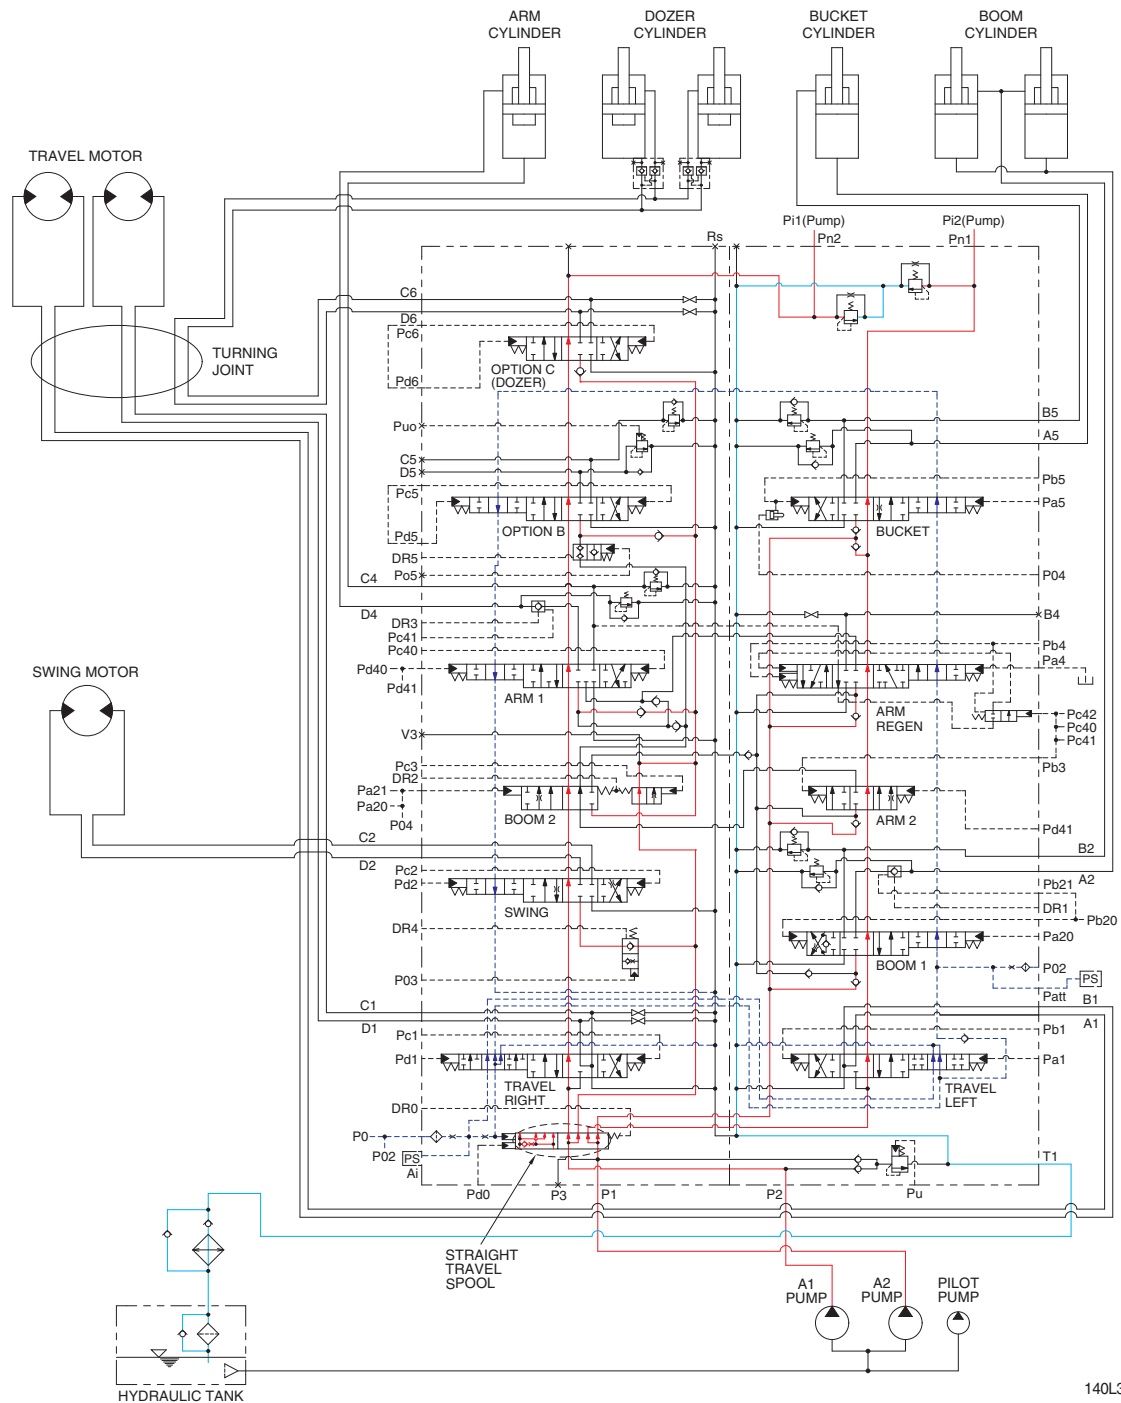 ARM
CYLINDER
DOZER
CYLINDER
BUCKET
CYLINDER
BOOM
CYLINDER
TRAVEL MOTOR
TURNING
JOINT
SWING MOTOR
Pi1(Pump)
Pn2
Pi2(Pump)
Pn1
Rs
C6
D6
Pc6
Pd6
OPTION C
(DOZER)
Puo
C5
D5
Pc5
Pd5
OPTION B
DR5
Po5
C4
D4
DR3
Pc41
Pc40
Pd40
Pd41
ARM 1
V3
Pc3
DR2
Pa21
Pa20
P04
BOOM 2
C2
D2
Pc2
Pd2
SWING
DR4
P03
C1
D1
Pc1
Pd1
TRAVEL
RIGHT
DR0
P0
P02
PS
Ai
Pd0
P3
P1
P2
Pu
B5
A5
Pb5
Pa5
BUCKET
P04
B4
Pb4
Pa4
ARM
REGEN
Pc42
Pc40
Pc41
Pb3
ARM 2
Pd41
B2
A2
Pb21
DR1
Pb20
Pa20
BOOM 1
P02
PS
Patt
B1
A1
Pb1
Pa1
TRAVEL
LEFT
T1
STRAIGHT
TRAVEL
SPOOL
A1
PUMP
A2
PUMP
PILOT
PUMP
HYDRAULIC TANK
140L3